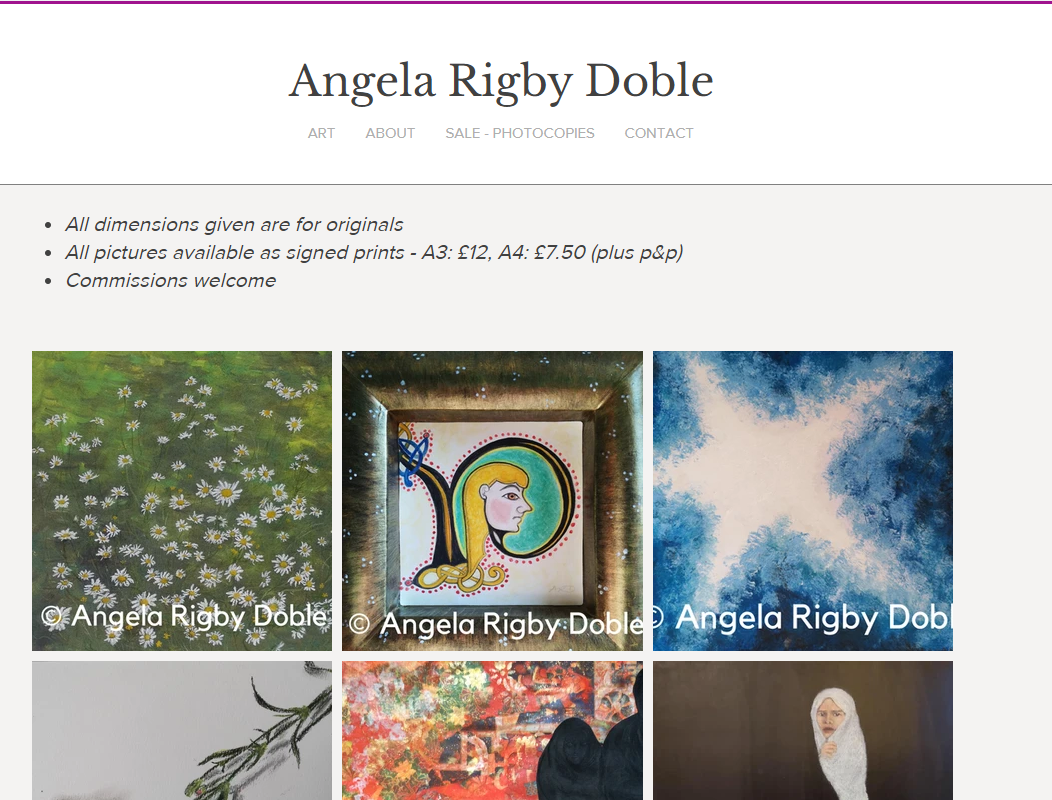 Angela Rigby Doble
ART ABOUT SALE - PHOTOCOPIES CONTACT
• All dimensions given are for originals
• All pictures available as signed prints - A3: £12, A4: £7.50 (plus p&p)
• Commissions welcome
© Angela Rigby Doble
© Angela Rigby Doble
© Angela Rigby Dobl